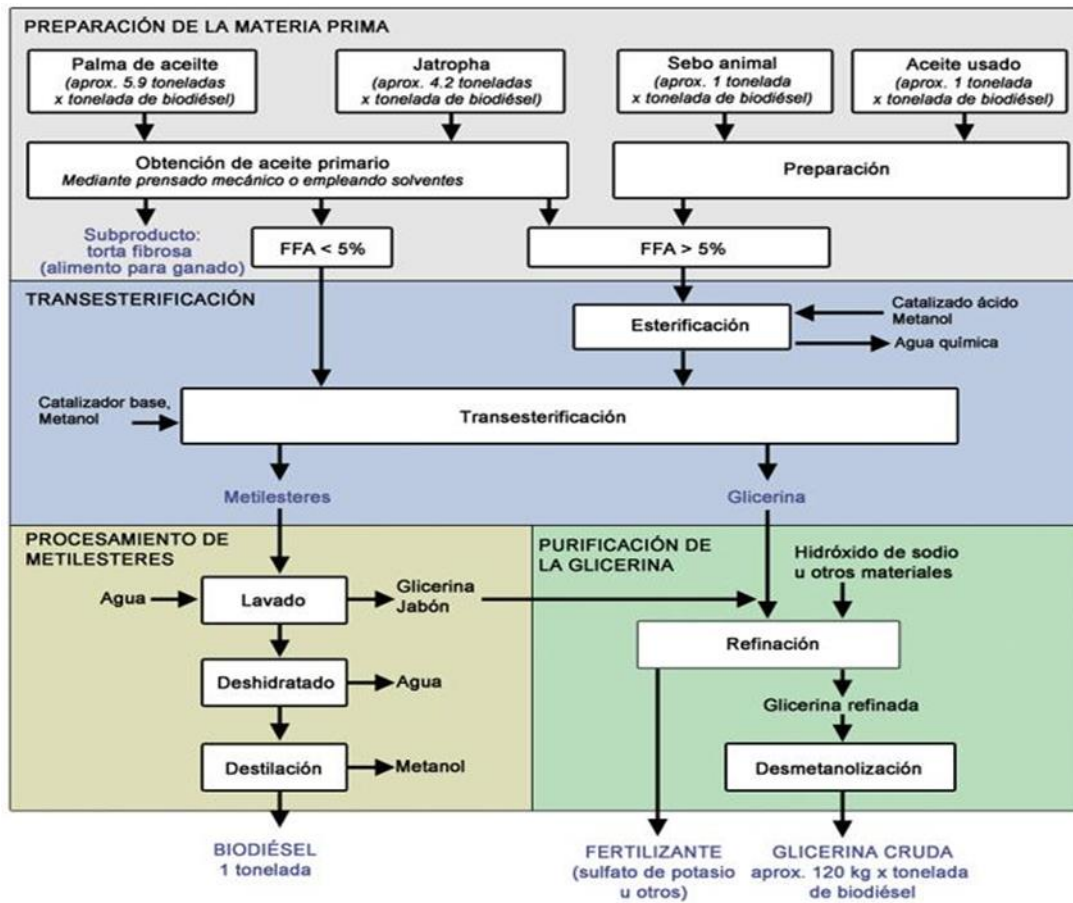 PREPARACIÓN DE LA MATERIA PRIMA
Palma de aceilte
(aprox. 5.9 toneladas
x tonelada de biodiésel)
Jatropha
(aprox. 4.2 toneladas
x tonelada de biodiésel)
Sebo animal
(aprox. 1 tonelada
x tonelada de biodiésel)
Aceite usado
(aprox. 1 tonelada
x tonelada de biodiésel)
Obtención de aceite primario
Mediante prensado mecánico o empleando solventes
Preparación
Subproducto:
torta fibrosa
(alimento para ganado)
FFA < 5%
FFA > 5%
TRANSESTERIFICACIÓN
Esterificación
Catalizado ácido
Metanol
Agua química
Catalizador base,
Metanol
Transesterificación
Metilesteres
Glicerina
PROCESAMIENTO DE
METILESTERES
Agua
Lavado
Glicerina
Jabón
Deshidratado
Agua
Destilación
Metanol
PURIFICACIÓN DE
LA GLICERINA
Hidróxido de sodio
u otros materiales
Refinación
Glicerina refinada
Desmetanolización
BIODIÉSEL
1 tonelada
FERTILIZANTE
(sulfato de potasio
u otros)
GLICERINA CRUDA
aprox. 120 kg x tonelada
de biodiésel